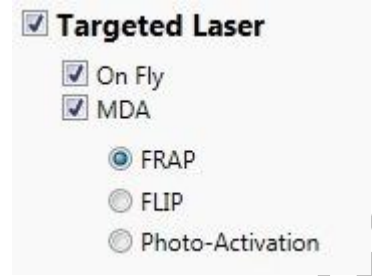 Targeted Laser
On Fly
MDA
FRAP
FLIP
Photo-Activation